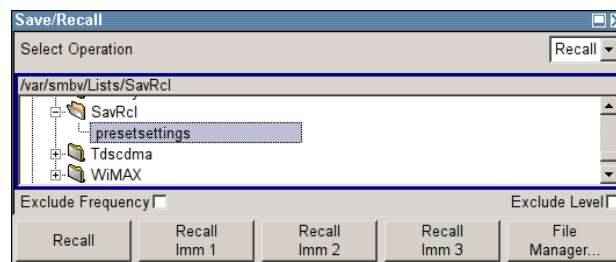 Save/Recall
Select Operation Recall
/var/smbv/Lists/SavRcl
SavRcl
presetsettings
Tdscdma
WiMAX
Exclude Frequency Exclude Level
Recall Recall Imm 1 Recall Imm 2 Recall Imm 3 File Manager...